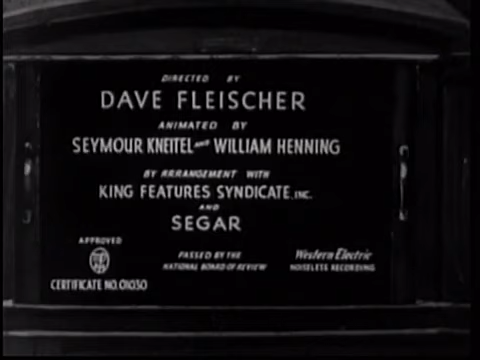 DIRECTED BY
DAVE FLEISCHER
ANIMATED BY
SEYMOUR KNEITEL AND WILLIAM HENNING
BY ARRANGEMENT WITH
KING FEATURES SYNDICATE, INC.
AND
SEGAR
APPROVED
CERTIFICATE NO. 01030
PASSED BY THE
NATIONAL BOARD OF REVIEW
Western Electric
NOISELESS RECORDING